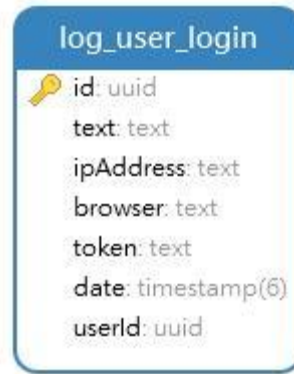 log_user_login
id: uuid
text: text
ipAddress: text
browser: text
token: text
date: timestamp(6)
userId: uuid